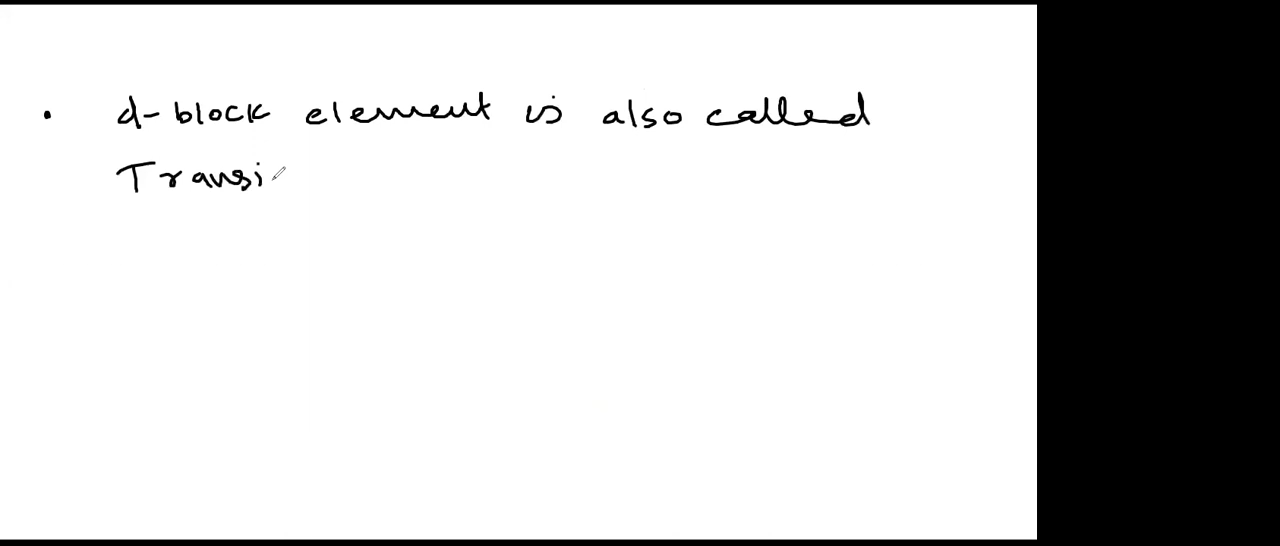 • d-block element is also called
Transi